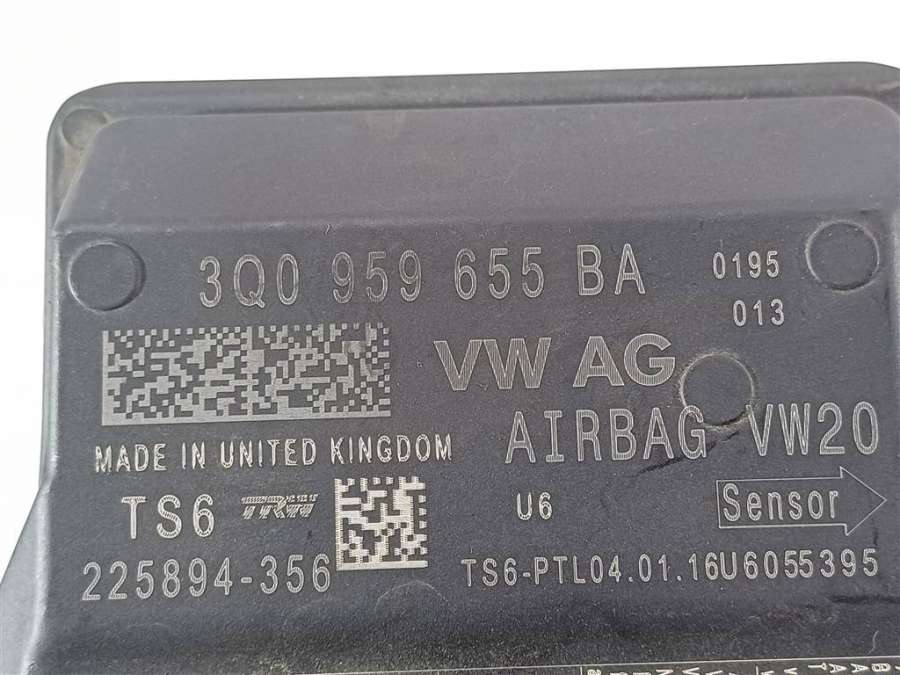 3Q0 959 655 BA 0195
013
VW AG
AIRBAG VW20
MADE IN UNITED KINGDOM
TS6 TRW U6 Sensor
225894-356 TS6-PTL04.01.16U6055395